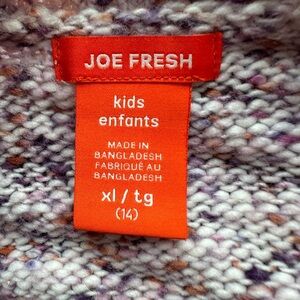 JOE FRESH
kids
enfants
MADE IN
BANGLADESH
FABRIQUÉ AU
BANGLADESH
xl / tg
(14)